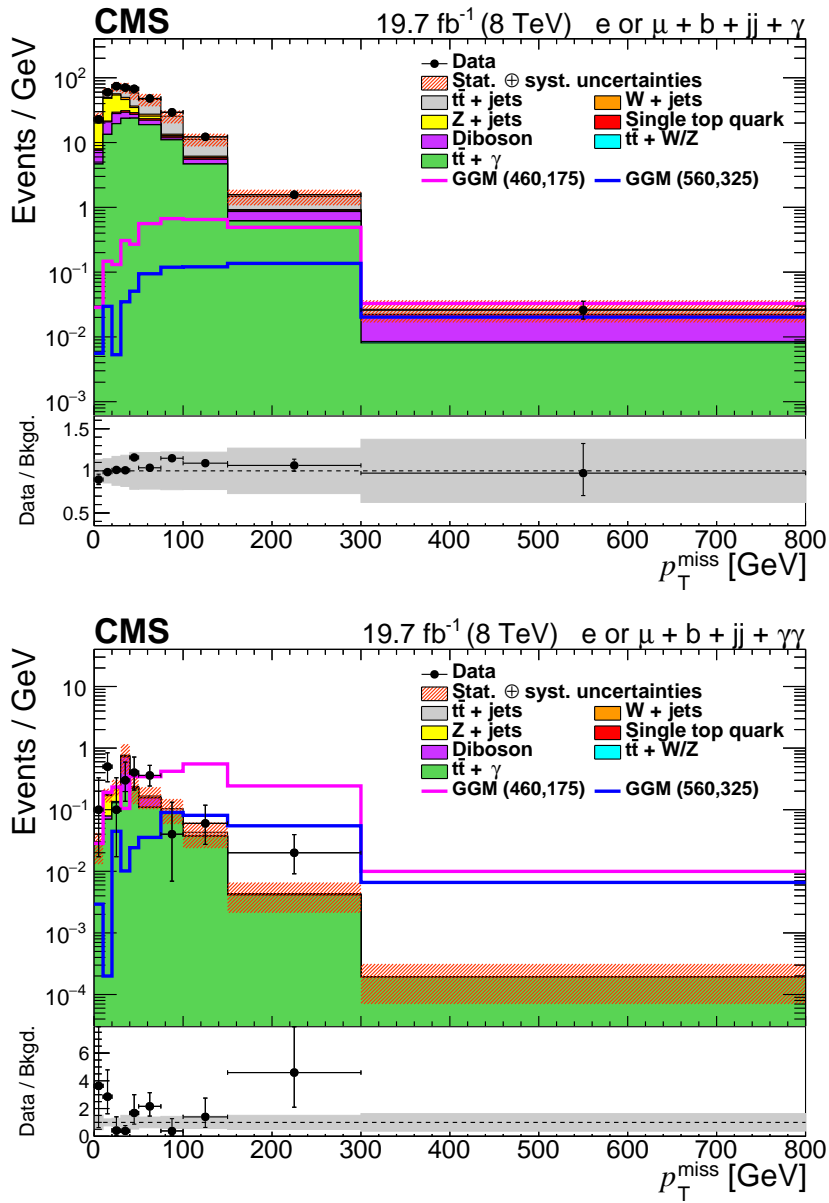 CMS 19.7 fb⁻¹ (8 TeV) e or μ + b + jj + γ
Events / GeV
10²
10
1
10⁻¹
10⁻²
10⁻³
Data
Stat. ⊕ syst. uncertainties
tt̄ + jets W + jets
Z + jets Single top quark
Diboson tt̄ + W/Z
tt̄ + γ
GGM (460,175) GGM (560,325)
Data / Bkgd.
1.5
1
0.5
0 100 200 300 400 500 600 700 800
p_T^miss [GeV]
CMS 19.7 fb⁻¹ (8 TeV) e or μ + b + jj + γγ
Events / GeV
10
1
10⁻¹
10⁻²
10⁻³
10⁻⁴
Data
Stat. ⊕ syst. uncertainties
tt̄ + jets W + jets
Z + jets Single top quark
Diboson tt̄ + W/Z
tt̄ + γ
GGM (460,175) GGM (560,325)
Data / Bkgd.
6
4
2
0
0 100 200 300 400 500 600 700 800
p_T^miss [GeV]